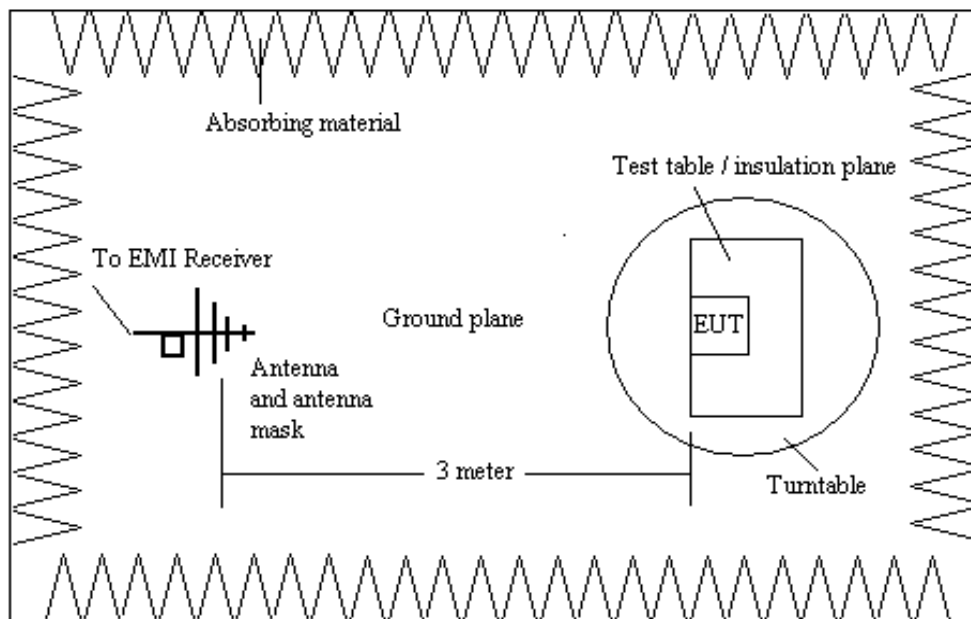 Absorbing material
Test table / insulation plane
To EMI Receiver
Ground plane
EUT
Antenna
and antenna
mask
3 meter
Turntable